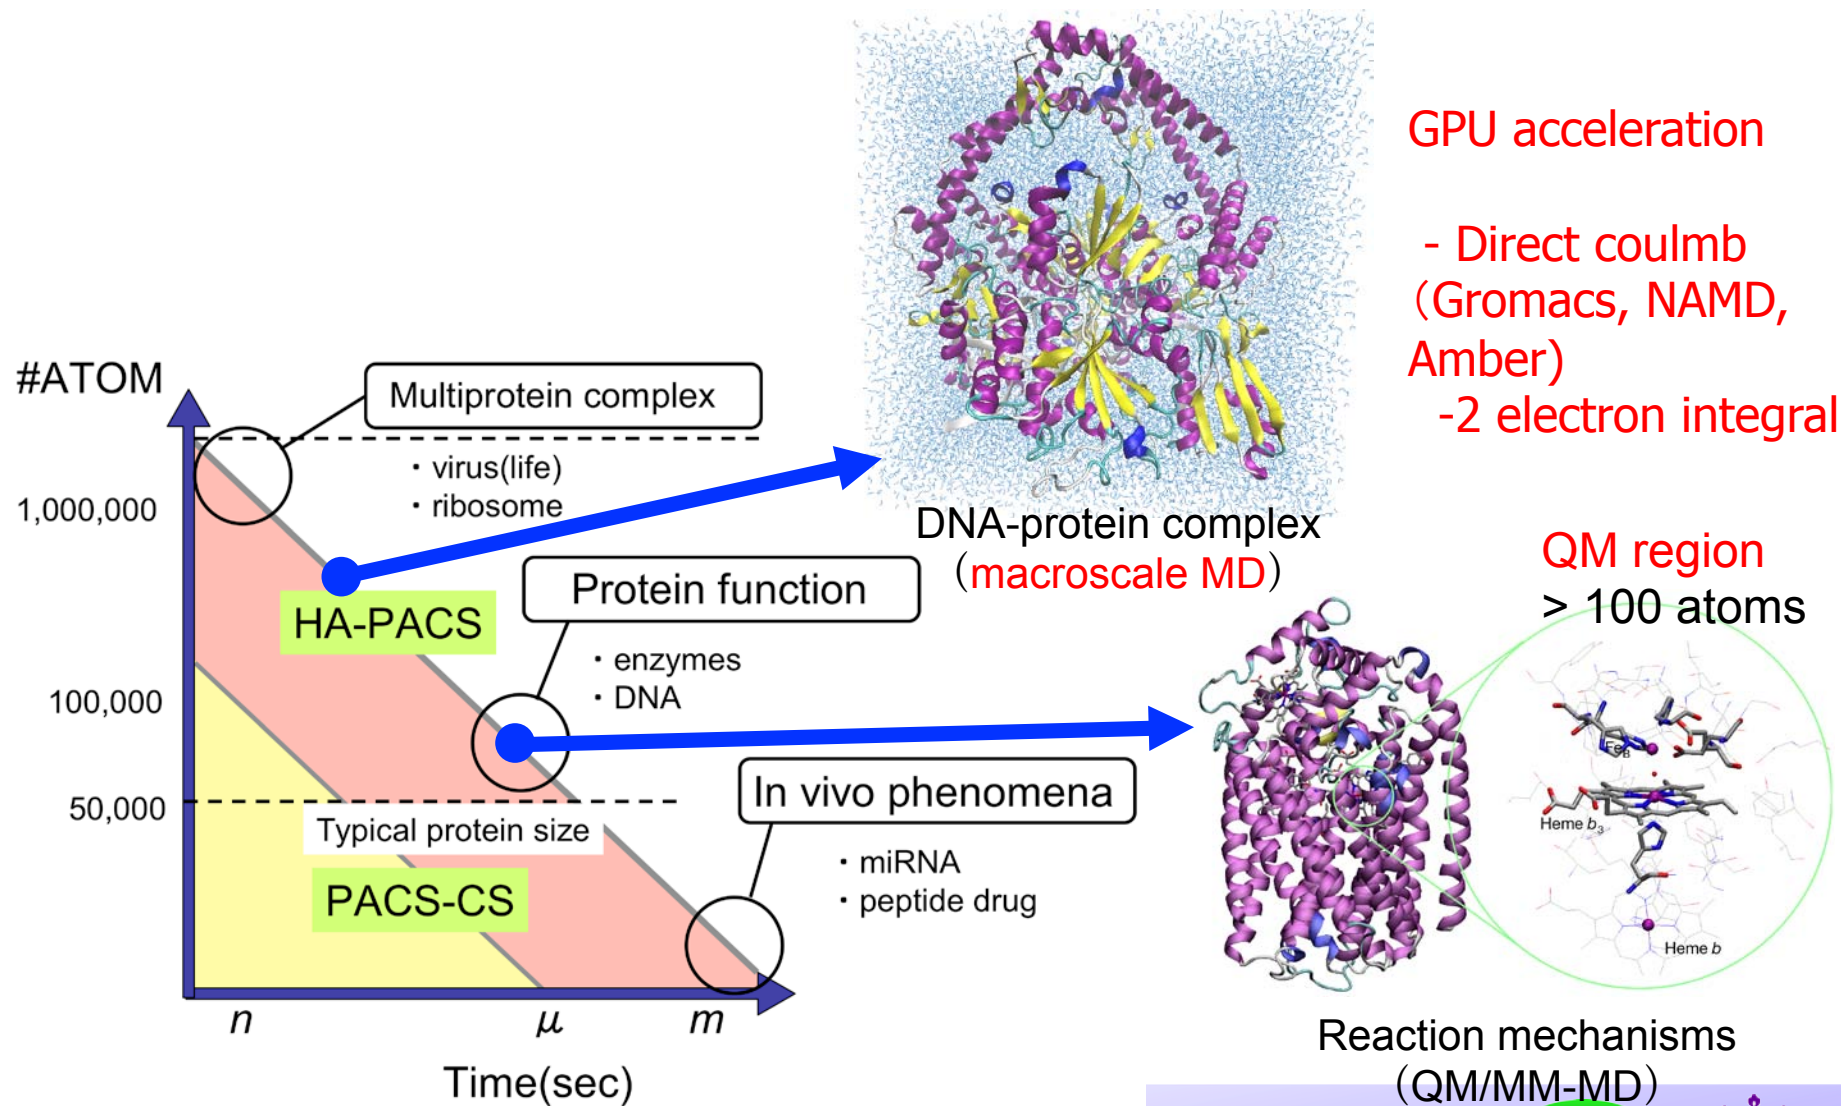 #ATOM
1,000,000
100,000
50,000
Multiprotein complex
・virus(life)
・ribosome
HA-PACS
Protein function
・enzymes
・DNA
Typical protein size
PACS-CS
In vivo phenomena
・miRNA
・peptide drug
n μ m
Time(sec)
DNA-protein complex
（macroscale MD）
GPU acceleration
- Direct coulmb
（Gromacs, NAMD,
Amber)
-2 electron integral
QM region
> 100 atoms
FeB
Heme b3
Heme b
Reaction mechanisms
（QM/MM-MD）